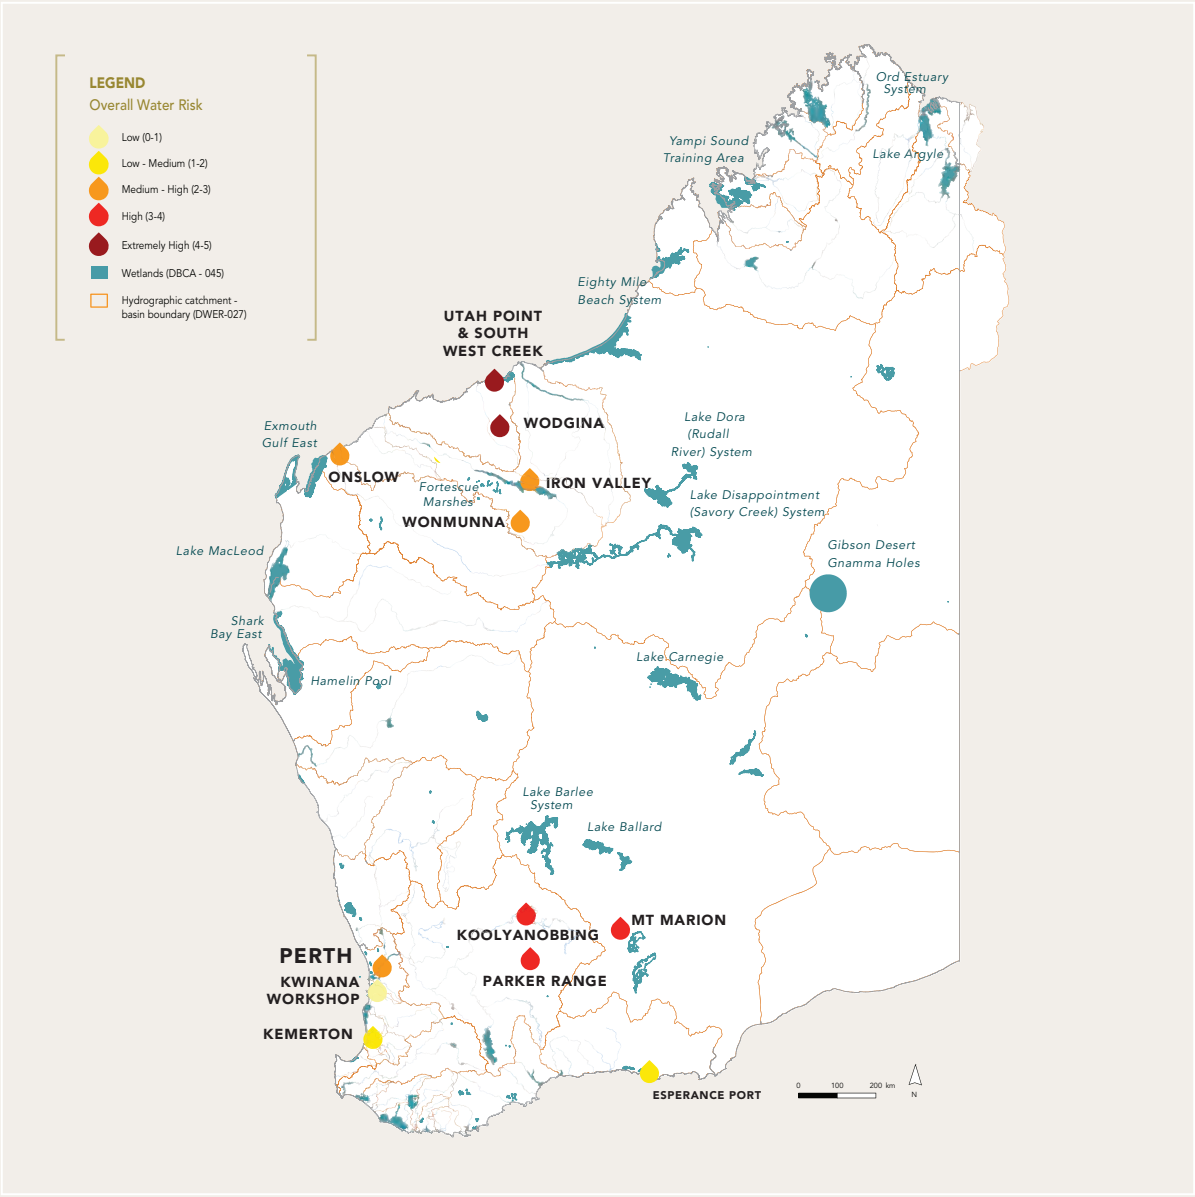 LEGEND
Overall Water Risk
Low (0-1)
Low - Medium (1-2)
Medium - High (2-3)
High (3-4)
Extremely High (4-5)
Wetlands (DBCA - 045)
Hydrographic catchment -
basin boundary (DWER-027)
Ord Estuary
System
Yampi Sound
Training Area
Lake Argyle
Eighty Mile
Beach System
UTAH POINT
& SOUTH
WEST CREEK
WODGINA
Exmouth
Gulf East
ONSLOW
Lake Dora
(Rudall
River) System
IRON VALLEY
Fortescue
Marshes
Lake Disappointment
(Savory Creek) System
WONMUNNA
Gibson Desert
Gnamma Holes
Lake MacLeod
Shark
Bay East
Hamelin Pool
Lake Carnegie
Lake Barlee
System
Lake Ballard
KOOLYANOBBING
MT MARION
PERTH
PARKER RANGE
KWINANA
WORKSHOP
KEMERTON
ESPERANCE PORT
0 100 200 km
N